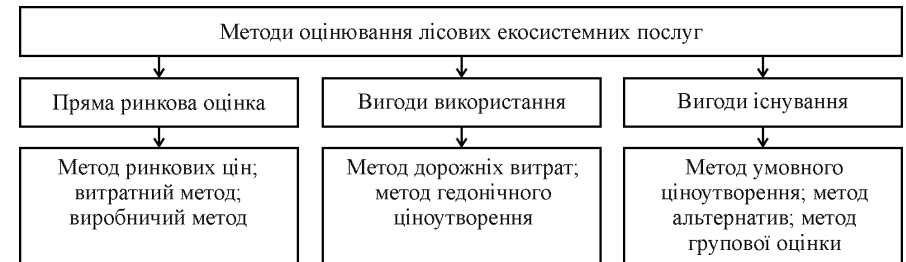 Методи оцінювання лісових екосистемних послуг
Пряма ринкова оцінка
Вигоди використання
Вигоди існування
Метод ринкових цін;
витратний метод;
виробничий метод
Метод дорожніх витрат;
метод гедонічного
ціноутворення
Метод умовного
ціноутворення; метод
альтернатив; метод
групової оцінки